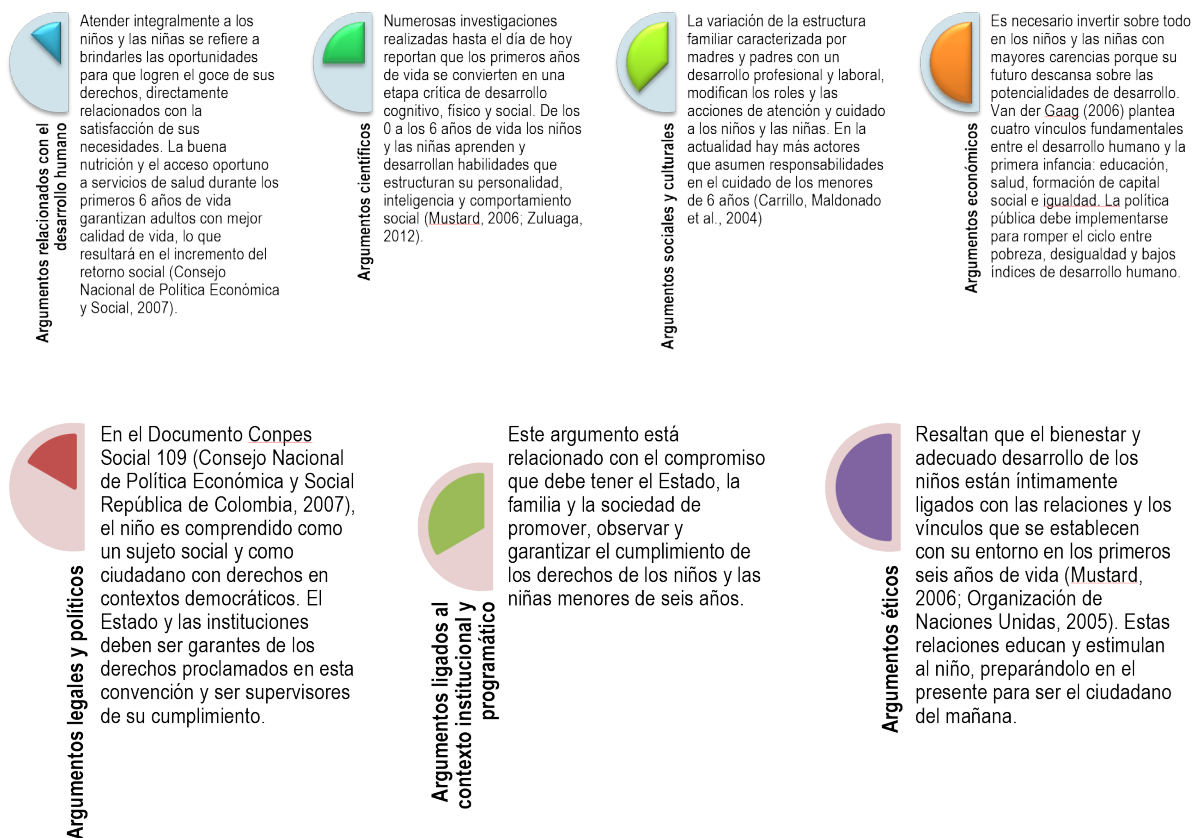 Argumentos relacionados con el
desarrollo humano
Atender integralmente a los
niños y las niñas se refiere a
brindarles las oportunidades
para que logren el goce de sus
derechos, directamente
relacionados con la
satisfacción de sus
necesidades. La buena
nutrición y el acceso oportuno
a servicios de salud durante los
primeros 6 años de vida
garantizan adultos con mejor
calidad de vida, lo que
resultará en el incremento del
retorno social (Consejo
Nacional de Política Económica
y Social, 2007).
Argumentos científicos
Numerosas investigaciones
realizadas hasta el día de hoy
reportan que los primeros años
de vida se convierten en una
etapa crítica de desarrollo
cognitivo, físico y social. De los
0 a los 6 años de vida los niños
y las niñas aprenden y
desarrollan habilidades que
estructuran su personalidad,
inteligencia y comportamiento
social (Mustard, 2006; Zuluaga,
2012).
Argumentos sociales y culturales
La variación de la estructura
familiar caracterizada por
madres y padres con un
desarrollo profesional y laboral,
modifican los roles y las
acciones de atención y cuidado
a los niños y las niñas. En la
actualidad hay más actores
que asumen responsabilidades
en el cuidado de los menores
de 6 años (Carrillo, Maldonado
et al., 2004)
Argumentos económicos
Es necesario invertir sobre todo
en los niños y las niñas con
mayores carencias porque su
futuro descansa sobre las
potencialidades de desarrollo.
Van der Gaag (2006) plantea
cuatro vínculos fundamentales
entre el desarrollo humano y la
primera infancia: educación,
salud, formación de capital
social e igualdad. La política
pública debe implementarse
para romper el ciclo entre
pobreza, desigualdad y bajos
índices de desarrollo humano.
Argumentos legales y políticos
En el Documento Conpes
Social 109 (Consejo Nacional
de Política Económica y Social
República de Colombia, 2007),
el niño es comprendido como
un sujeto social y como
ciudadano con derechos en
contextos democráticos. El
Estado y las instituciones
deben ser garantes de los
derechos proclamados en esta
convención y ser supervisores
de su cumplimiento.
Argumentos ligados al
contexto institucional y
programático
Este argumento está
relacionado con el compromiso
que debe tener el Estado, la
familia y la sociedad de
promover, observar y
garantizar el cumplimiento de
los derechos de los niños y las
niñas menores de seis años.
Argumentos éticos
Resaltan que el bienestar y
adecuado desarrollo de los
niños están íntimamente
ligados con las relaciones y los
vínculos que se establecen
con su entorno en los primeros
seis años de vida (Mustard,
2006; Organización de
Naciones Unidas, 2005). Estas
relaciones educan y estimulan
al niño, preparándolo en el
presente para ser el ciudadano
del mañana.